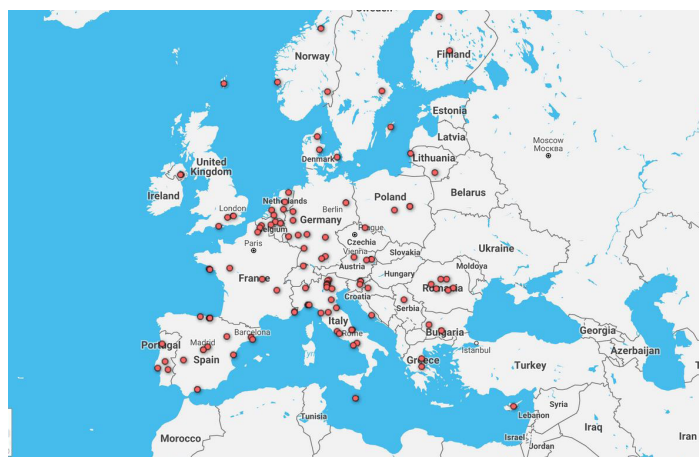 Sweden
Norway
Finland
Estonia
Latvia
Moscow
Москва
Denmark
Lithuania
United
Kingdom
Ireland
Belarus
London
Netherlands
Berlin
Poland
Germany
Belgium
Prague
Paris
Czechia
Ukraine
Vienna
Slovakia
Austria
Moldova
Hungary
France
Romania
Croatia
Serbia
Italy
Bulgaria
Georgia
Barcelona
Rome
Istanbul
Portugal
Madrid
Azerbaijan
Spain
Greece
Turkey
Syria
Tunisia
Lebanon
Iraq
Morocco
Israel
Jordan
Iran